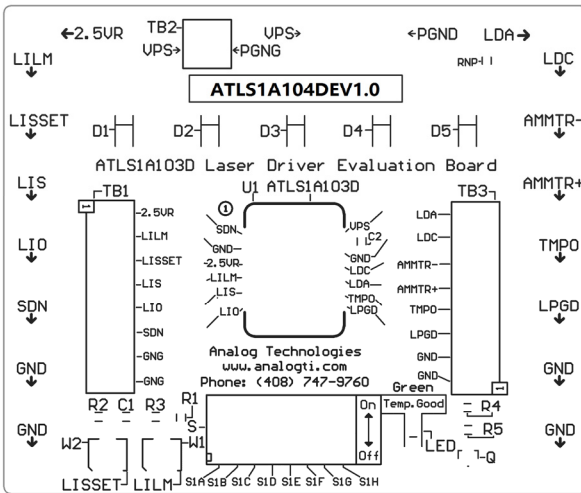 ←2.5VR TB2 VPS→ ←PGND LDA→
VPS→ ←PGNG
LILM RNP LDC
ATLS1A104DEV1.0
LISSET D1 D2 D3 D4 D5 AMMTR-
ATLS1A103D Laser Driver Evaluation Board
LIS TB1 U1 ATLS1A103D TB3 AMMTR+
1 2.5VR ① SDN VPS LDA
LILM GND C2 LDC
LIO LISSET 2.5VR GND AMMTR- TMPO
LIS LILM LDC AMMTR+
LIO LIS LDA TMPO
SDN SDN LIO TMPO LPGD LPGD
LPGD
GNG Analog Technologies GND
GND www.analogti.com GND GND
GNG Phone: (408) 747-9760 Green 1
R2 C1 R3 R1 On Temp.Good R4
GND W2 S W1 R5 GND
LED
Off Q
LISSET LILM S1A S1B S1C S1D S1E S1F S1G S1H